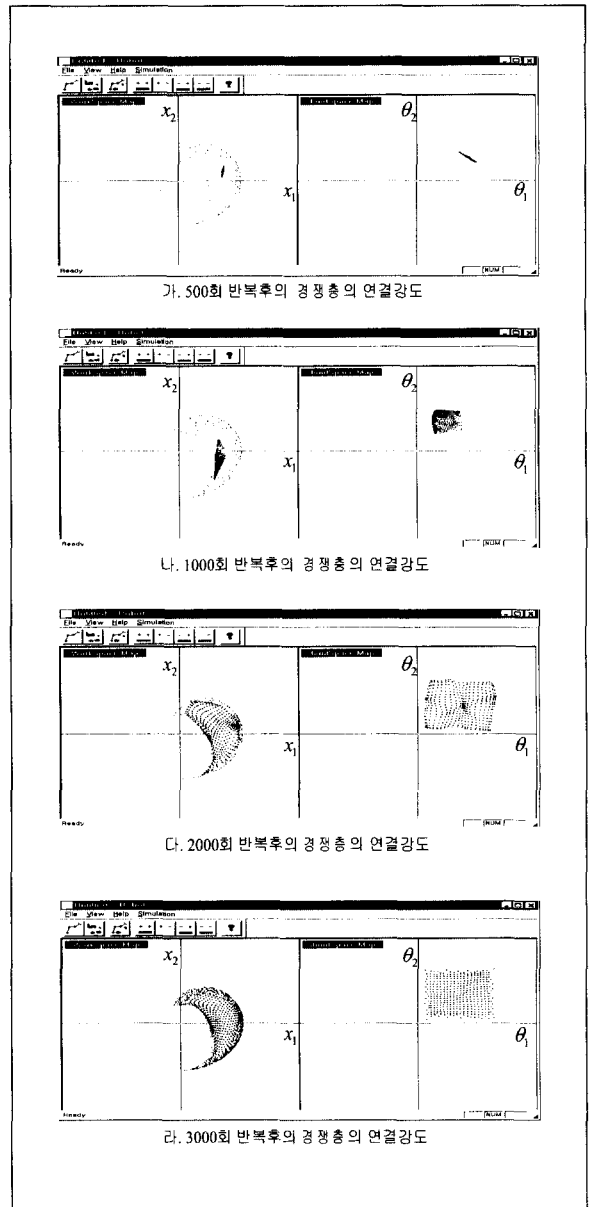 File View Help Simulation
x₂
θ₂
x₁
θ₁
Ready
NUM
가. 500회 반복후의 경쟁층의 연결강도
File View Help Simulation
x₂
θ₂
x₁
θ₁
Ready
NUM
나. 1000회 반복후의 경쟁층의 연결강도
File View Help Simulation
x₂
θ₂
x₁
θ₁
Ready
NUM
다. 2000회 반복후의 경쟁층의 연결강도
File View Help Simulation
x₂
θ₂
x₁
θ₁
Ready
NUM
라. 3000회 반복후의 경쟁층의 연결강도